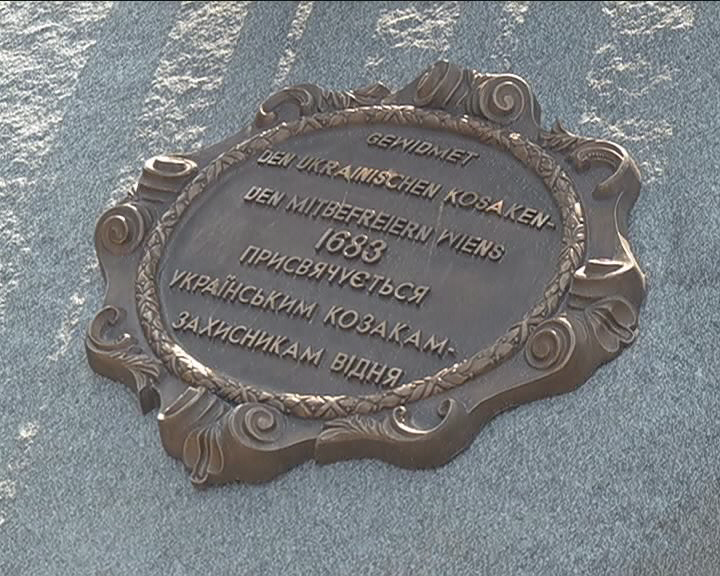 GEWIDMET
DEN UKRAINISCHEN KOSAKEN-
DEN MITBEFREIERN WIENS
1683
ПРИСВЯЧУЄТЬСЯ
УКРАЇНСЬКИМ КОЗАКАМ-
ЗАХИСНИКАМ ВІДНЯ